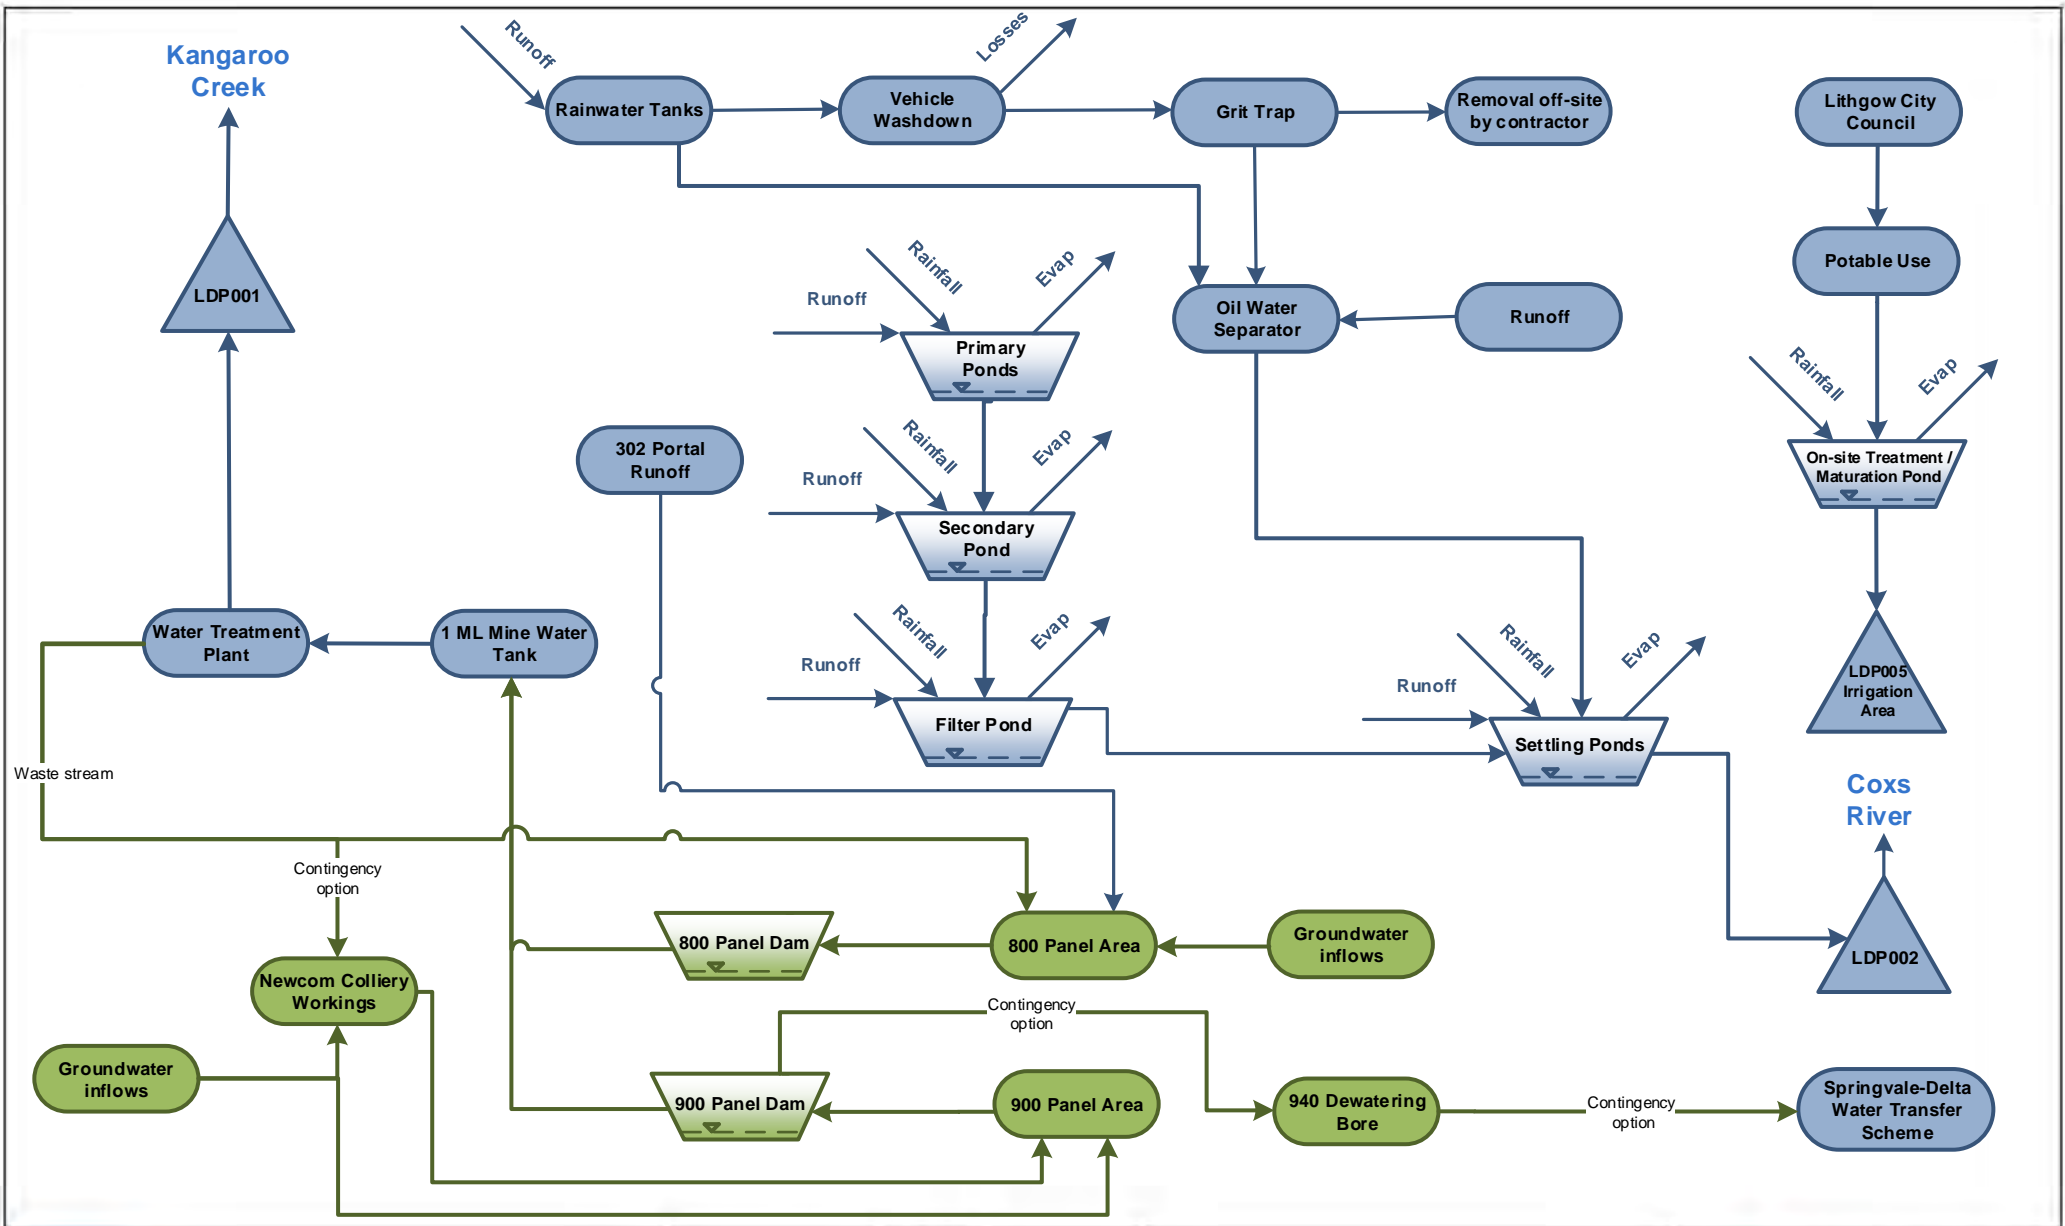 Kangaroo
Creek
Runoff
Losses
Rainwater Tanks
Vehicle
Washdown
Grit Trap
Removal off-site
by contractor
Lithgow City
Council
LDP001
Rainfall
Evap
Runoff
Primary
Ponds
Oil Water
Separator
Runoff
Potable Use
Rainfall
Evap
On-site Treatment /
Maturation Pond
302 Portal
Runoff
Rainfall
Evap
Runoff
Secondary
Pond
Water Treatment
Plant
1 ML Mine Water
Tank
Rainfall
Evap
Runoff
Filter Pond
Rainfall
Evap
Runoff
Settling Ponds
LDP005
Irrigation
Area
Waste stream
Coxs
River
Contingency
option
800 Panel Dam
800 Panel Area
Groundwater
inflows
LDP002
Newcom Colliery
Workings
Contingency
option
Groundwater
inflows
900 Panel Dam
900 Panel Area
940 Dewatering
Bore
Contingency
option
Springvale-Delta
Water Transfer
Scheme